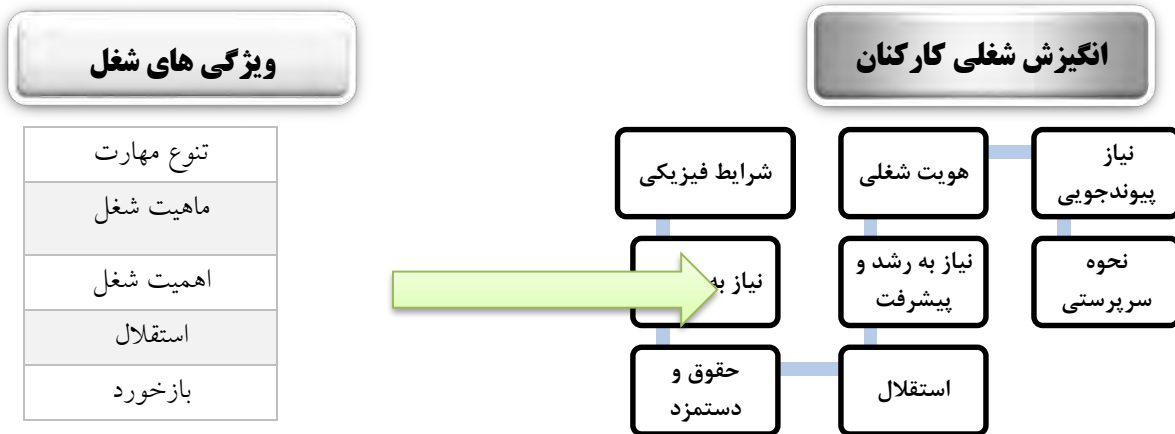 انگیزش شغلی کارکنان
ویژگی های شغل
تنوع مهارت
ماهیت شغل
اهمیت شغل
استقلال
بازخورد
نیاز
پیوندجویی
هویت شغلی
شرایط فیزیکی
نحوه
سرپرستی
نیاز به رشد و
پیشرفت
نیاز به
استقلال
حقوق و
دستمزد